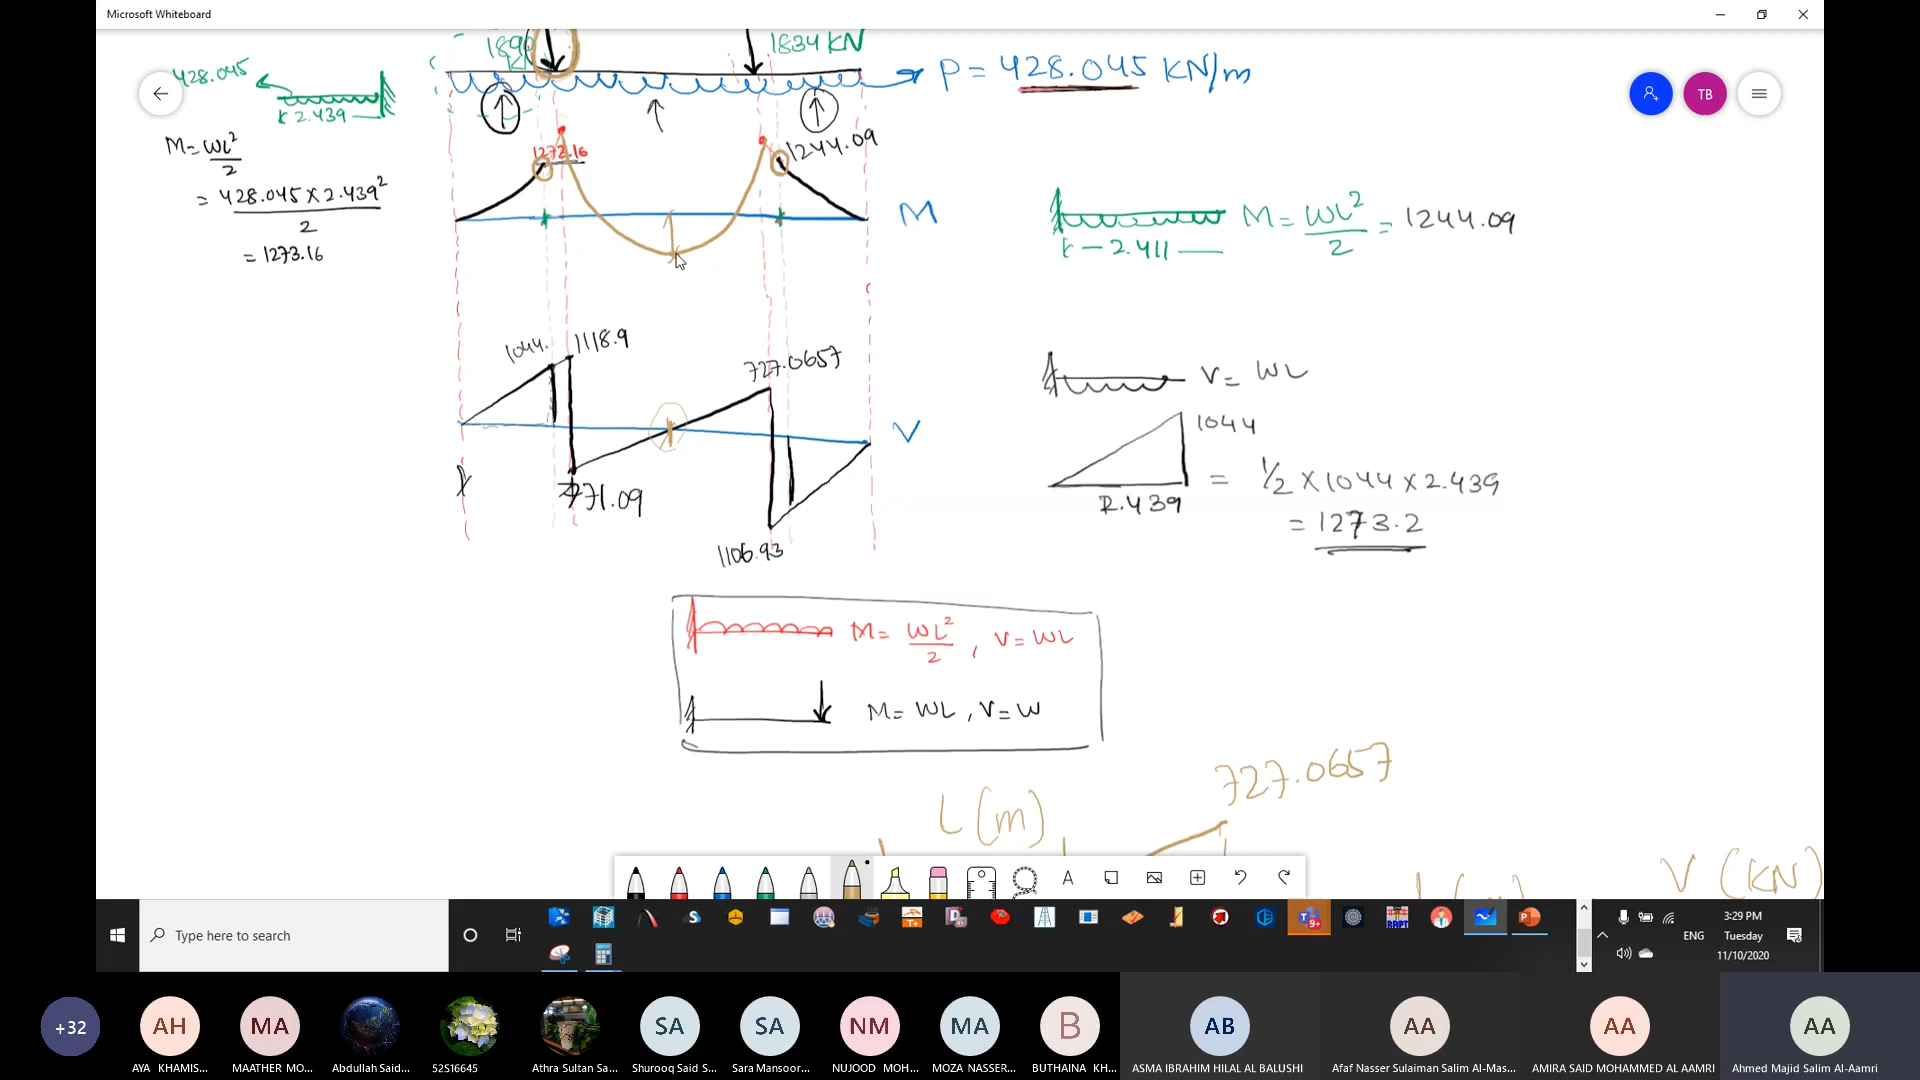 Microsoft Whiteboard
1834 KN
428.045
P = 428.045 KN/m
TB
2.439
M = WL²/2
= 428.045 x 2.439² / 2
= 1273.16
1273.16
1244.09
M
M = WL²/2 = 1244.09
2.411
1044.
1118.9
727.0657
V
771.09
1106.93
V = WL
1044
2.439
= 1/2 x 1044 x 2.439
= 1273.2
M = WL²/2 , V = WL
M = WL , V = W
727.0657
L (m)
V (KN)
A
Type here to search
ENG
3:29 PM
Tuesday
11/10/2020
+32
AH
MA
SA
SA
NM
MA
B
AB
AA
AA
AA
AYA KHAMIS...
MAATHER MO...
Abdullah Said...
52S16645
Athra Sultan Sa...
Shurooq Said S...
Sara Mansoor...
NUJOOD MOH...
MOZA NASSER...
BUTHAINA KH...
ASMA IBRAHIM HILAL AL BALUSHI
Afaf Nasser Sulaiman Salim Al-Mas...
AMIRA SAID MOHAMMED AL AAMRI
Ahmed Majid Salim Al-Aamri